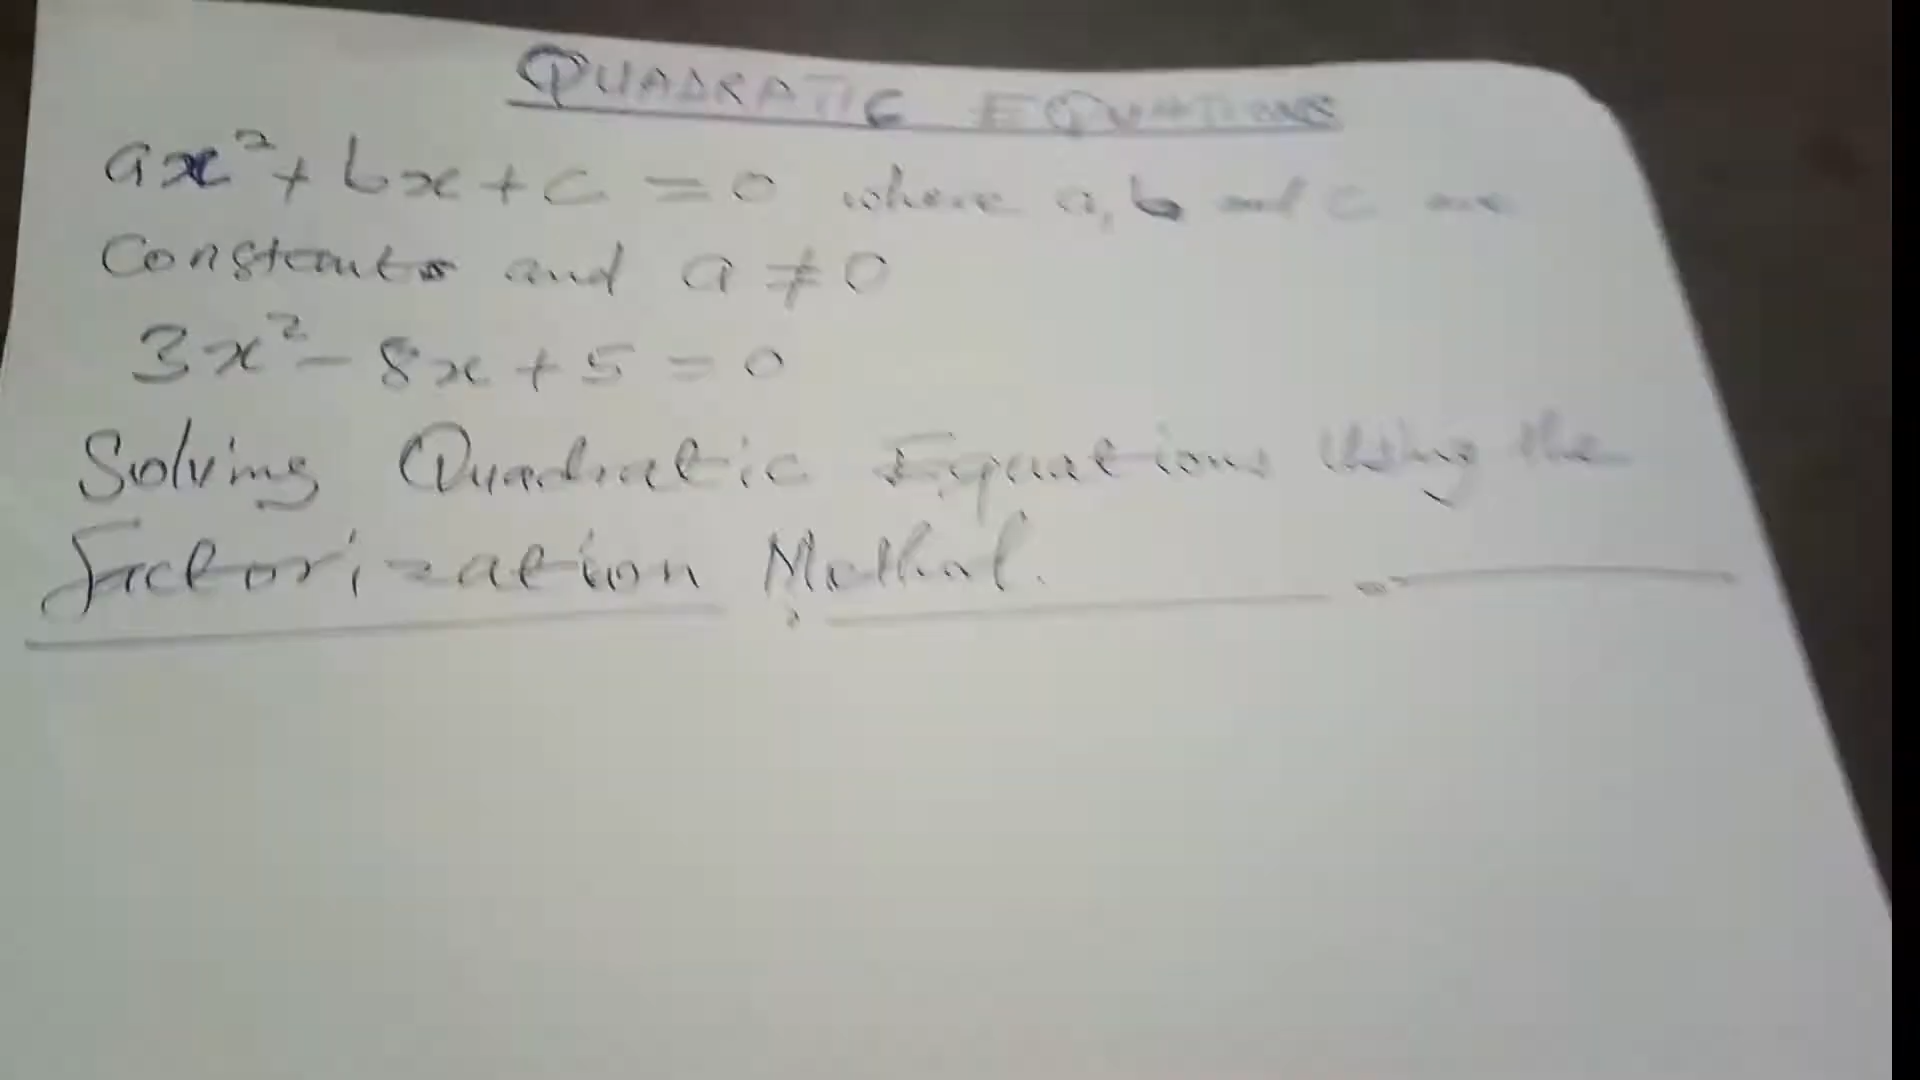 QUADRATIC EQUATIONS
ax² + bx + c = 0 where a, b and c are
Constants and a ≠ 0
3x² - 8x + 5 = 0
Solving Quadratic Equations Using the
Factorization Method.